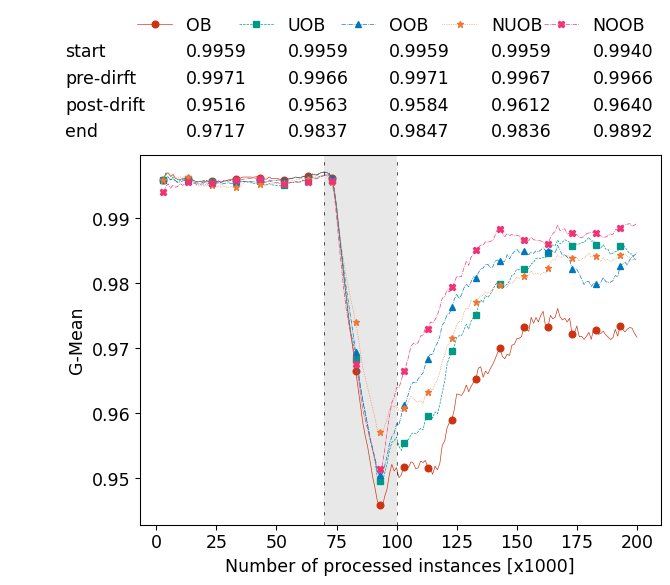 OB UOB OOB NUOB NOOB
start 0.9959 0.9959 0.9959 0.9959 0.9940
pre-dirft 0.9971 0.9966 0.9971 0.9967 0.9966
post-drift 0.9516 0.9563 0.9584 0.9612 0.9640
end 0.9717 0.9837 0.9847 0.9836 0.9892
0.99
0.98
0.97
0.96
0.95
G-Mean
0 25 50 75 100 125 150 175 200
Number of processed instances [x1000]